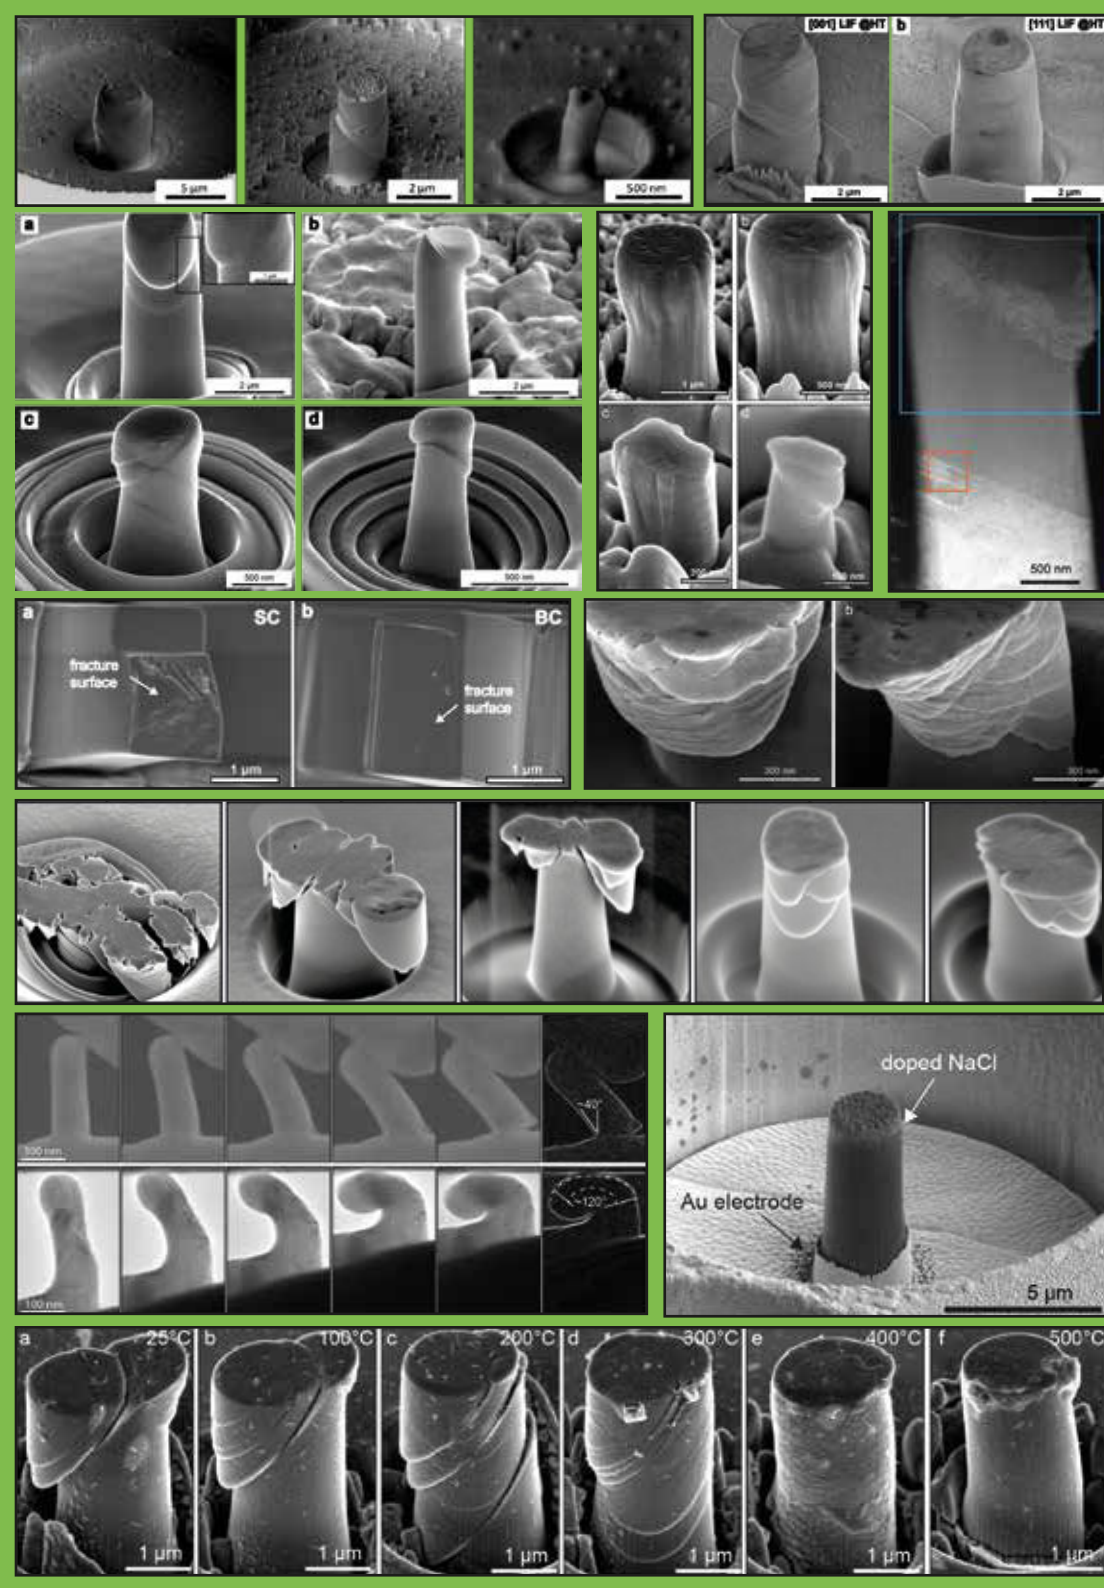 5 µm
2 µm
500 nm
[001] LiF @HT
2 µm
b
[111] LiF @HT
2 µm
a
2 µm
b
2 µm
c
500 nm
d
500 nm
1 µm
b
500 nm
c
d
500 nm
a
SC
fracture
surface
1 µm
b
BC
fracture
surface
1 µm
300 nm
b
300 nm
100 nm
~40°
100 nm
~120°
doped NaCl
Au electrode
5 µm
a
25°C
1 µm
b
100°C
1 µm
c
200°C
1 µm
d
300°C
1 µm
e
400°C
1 µm
f
500°C
1 µm